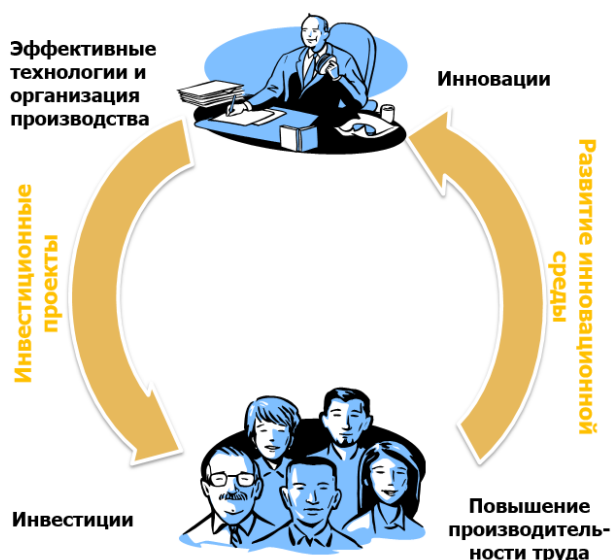 Эффективные
технологии и
организация
производства
Инновации
Инвестиционные
проекты
Развитие инновационной
среды
Инвестиции
Повышение
производитель-
ности труда